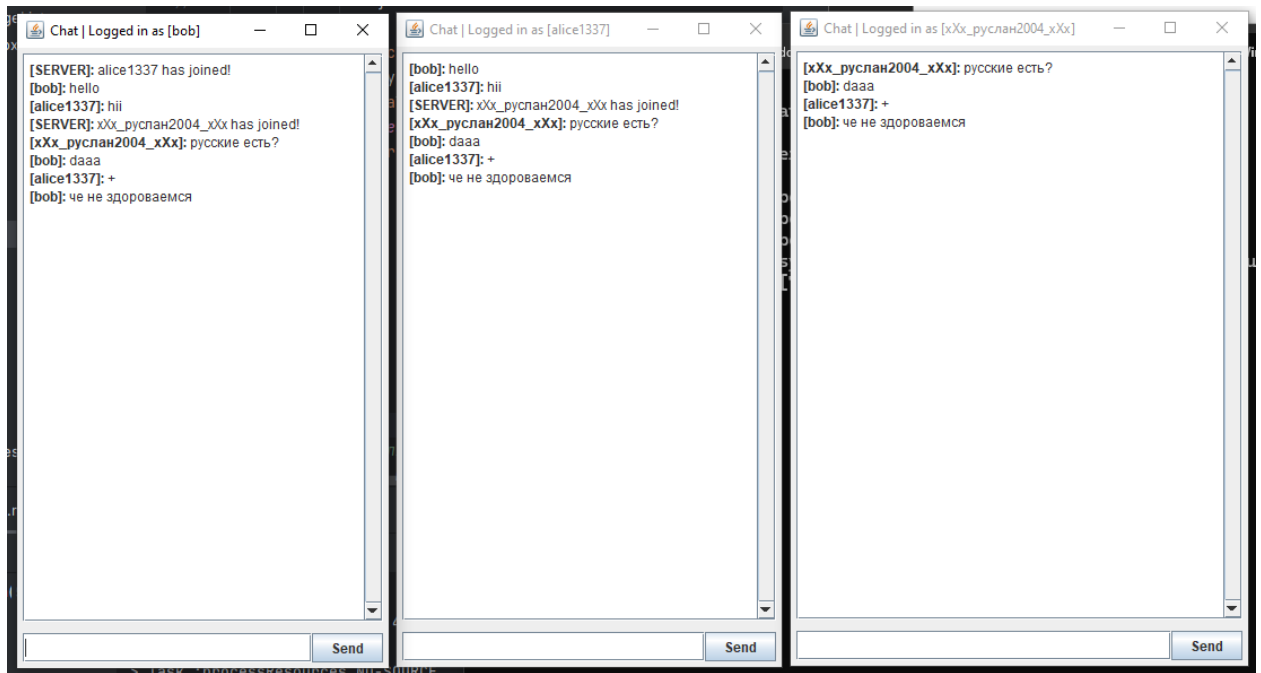 Chat | Logged in as [bob]
[SERVER]: alice1337 has joined!
[bob]: hello
[alice1337]: hii
[SERVER]: xXx_руслан2004_xXx has joined!
[xXx_руслан2004_xXx]: русские есть?
[bob]: daaa
[alice1337]: +
[bob]: че не здороваемся
Send
Chat | Logged in as [alice1337]
[bob]: hello
[alice1337]: hii
[SERVER]: xXx_руслан2004_xXx has joined!
[xXx_руслан2004_xXx]: русские есть?
[bob]: daaa
[alice1337]: +
[bob]: че не здороваемся
Send
Chat | Logged in as [xXx_руслан2004_xXx]
[xXx_руслан2004_xXx]: русские есть?
[bob]: daaa
[alice1337]: +
[bob]: че не здороваемся
Send